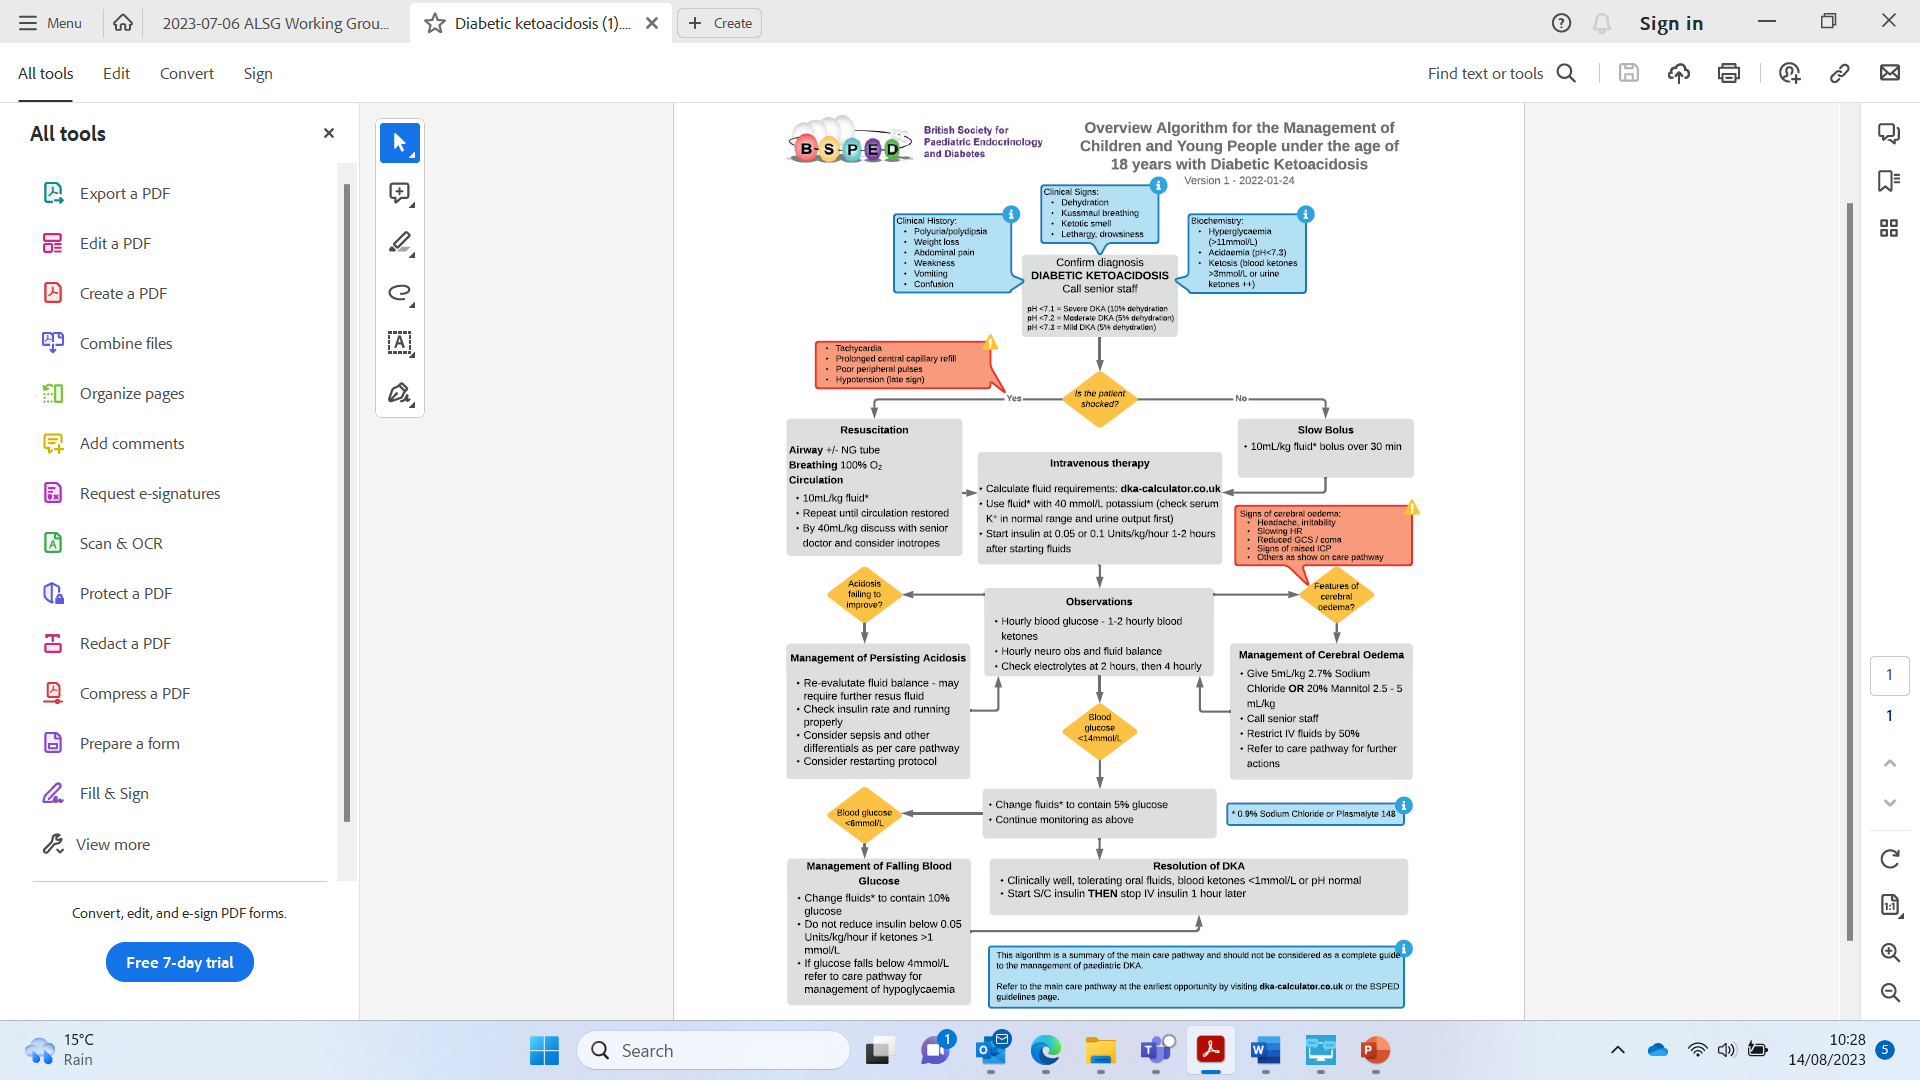 Menu
2023-07-06 ALSG Working Grou...
Diabetic ketoacidosis (1)....
Create
Sign in
All tools
Edit
Convert
Sign
Find text or tools
All tools
Export a PDF
Edit a PDF
Create a PDF
Combine files
Organize pages
Add comments
Request e-signatures
Scan & OCR
Protect a PDF
Redact a PDF
Compress a PDF
Prepare a form
Fill & Sign
View more
Convert, edit, and e-sign PDF forms.
Free 7-day trial
B-S-P-E-D
British Society for
Paediatric Endocrinology
and Diabetes
Overview Algorithm for the Management of
Children and Young People under the age of
18 years with Diabetic Ketoacidosis
Version 1 - 2022-01-24
Clinical History:
• Polyuria/polydipsia
• Weight loss
• Abdominal pain
• Weakness
• Vomiting
• Confusion
Clinical Signs:
• Dehydration
• Kussmaul breathing
• Ketotic smell
• Lethargy, drowsiness
Biochemistry:
• Hyperglycaemia
(>11mmol/L)
• Acidaemia (pH<7.3)
• Ketosis (blood ketones
>3mmol/L or urine
ketones ++)
Confirm diagnosis
DIABETIC KETOACIDOSIS
Call senior staff
pH <7.1 = Severe DKA (10% dehydration
pH <7.2 = Moderate DKA (5% dehydration)
pH <7.3 = Mild DKA (5% dehydration)
• Tachycardia
• Prolonged central capillary refill
• Poor peripheral pulses
• Hypotension (late sign)
Is the patient
shocked?
Yes
No
Resuscitation
Airway +/- NG tube
Breathing 100% O₂
Circulation
• 10mL/kg fluid*
• Repeat until circulation restored
• By 40mL/kg discuss with senior
doctor and consider inotropes
Slow Bolus
• 10mL/kg fluid* bolus over 30 min
Intravenous therapy
• Calculate fluid requirements: dka-calculator.co.uk
• Use fluid* with 40 mmol/L potassium (check serum
K⁺ in normal range and urine output first)
• Start insulin at 0.05 or 0.1 Units/kg/hour 1-2 hours
after starting fluids
Signs of cerebral oedema:
• Headache, irritability
• Slowing HR
• Reduced GCS / coma
• Signs of raised ICP
• Others as show on care pathway
Acidosis
failing to
improve?
Features of
cerebral
oedema?
Observations
• Hourly blood glucose - 1-2 hourly blood
ketones
• Hourly neuro obs and fluid balance
• Check electrolytes at 2 hours, then 4 hourly
Management of Persisting Acidosis
• Re-evalutate fluid balance - may
require further resus fluid
• Check insulin rate and running
properly
• Consider sepsis and other
differentials as per care pathway
• Consider restarting protocol
Management of Cerebral Oedema
• Give 5mL/kg 2.7% Sodium
Chloride OR 20% Mannitol 2.5 - 5
mL/kg
• Call senior staff
• Restrict IV fluids by 50%
• Refer to care pathway for further
actions
Blood
glucose
<14mmol/L
• Change fluids* to contain 5% glucose
• Continue monitoring as above
Blood glucose
<6mmol/L
* 0.9% Sodium Chloride or Plasmalyte 148
Management of Falling Blood
Glucose
• Change fluids* to contain 10%
glucose
• Do not reduce insulin below 0.05
Units/kg/hour if ketones >1
mmol/L
• If glucose falls below 4mmol/L
refer to care pathway for
management of hypoglycaemia
Resolution of DKA
• Clinically well, tolerating oral fluids, blood ketones <1mmol/L or pH normal
• Start S/C insulin THEN stop IV insulin 1 hour later
This algorithm is a summary of the main care pathway and should not be considered as a complete guide
to the management of paediatric DKA.
Refer to the main care pathway at the earliest opportunity by visiting dka-calculator.co.uk or the BSPED
guidelines page.
1
1
1:1
15°C
Rain
Search
1
10:28
14/08/2023
5